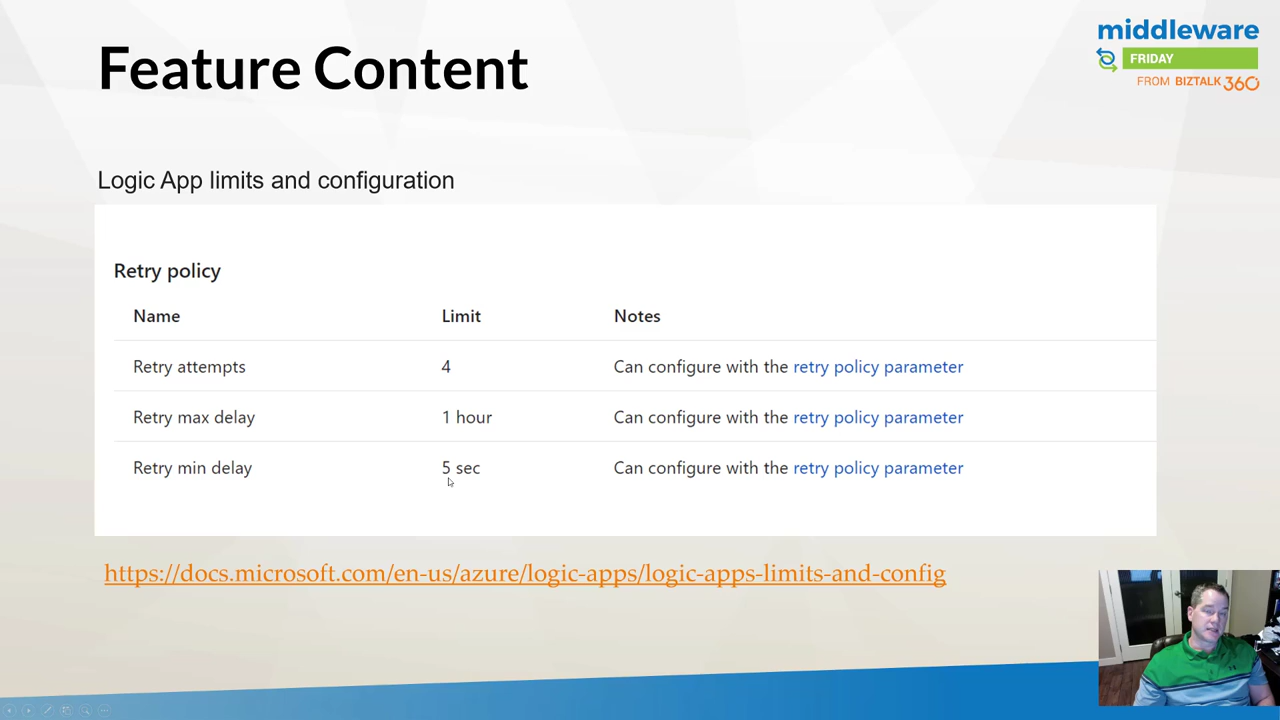 Feature Content
middleware
FRIDAY
FROM BIZTALK 360
Logic App limits and configuration
Retry policy
Name Limit Notes
Retry attempts 4 Can configure with the retry policy parameter
Retry max delay 1 hour Can configure with the retry policy parameter
Retry min delay 5 sec Can configure with the retry policy parameter
https://docs.microsoft.com/en-us/azure/logic-apps/logic-apps-limits-and-config